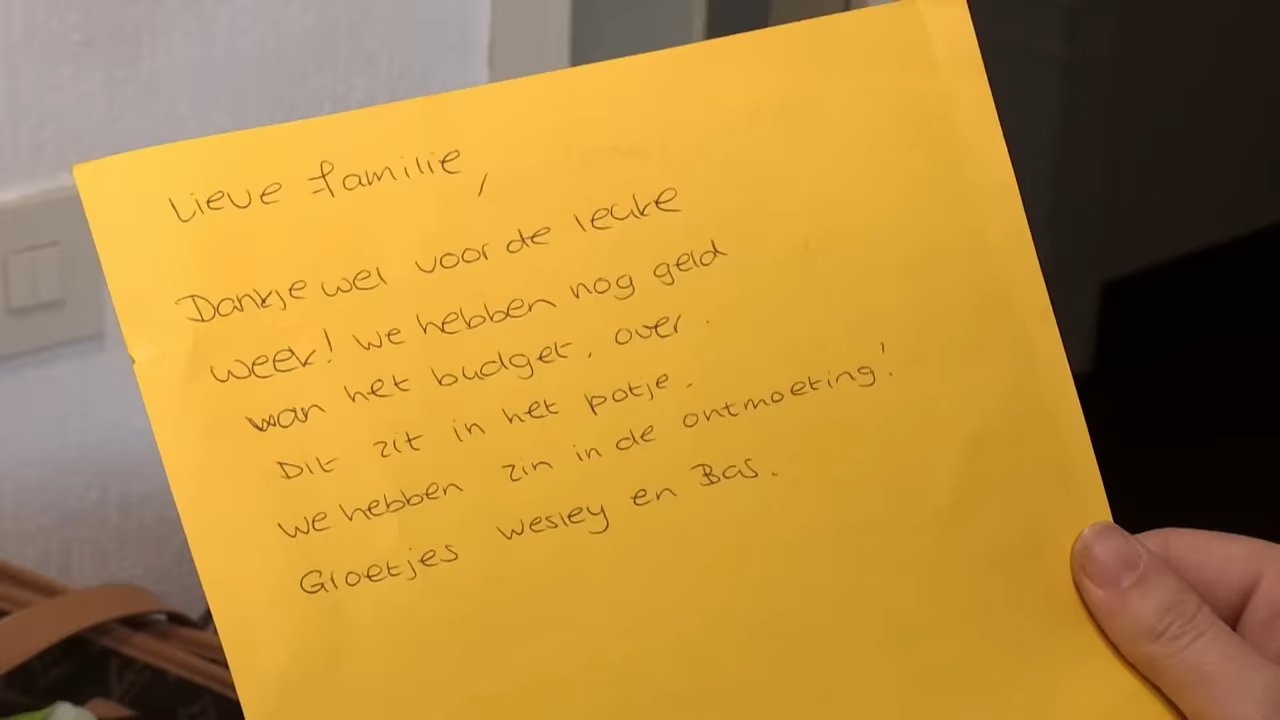 Lieve familie,
Dankje wel voor de leuke
week! we hebben nog geld
van het budget. over.
Dit zit in het potje.
we hebben zin in de ontmoeting!
Groetjes wesley en Bas.